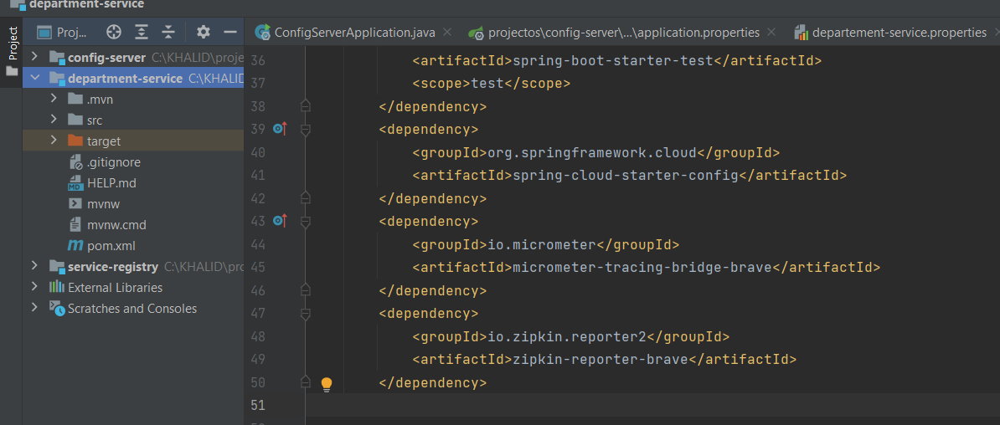 department-service
Project
Proj...
config-server C:\KHALID\proje
department-service C:\KHALID
.mvn
src
target
.gitignore
HELP.md
mvnw
mvnw.cmd
pom.xml
service-registry C:\KHALID\pro
External Libraries
Scratches and Consoles
ConfigServerApplication.java
projectos\config-server\...\application.properties
departement-service.properties
36 <artifactId>spring-boot-starter-test</artifactId>
37 <scope>test</scope>
38 </dependency>
39 <dependency>
40 <groupId>org.springframework.cloud</groupId>
41 <artifactId>spring-cloud-starter-config</artifactId>
42 </dependency>
43 <dependency>
44 <groupId>io.micrometer</groupId>
45 <artifactId>micrometer-tracing-bridge-brave</artifactId>
46 </dependency>
47 <dependency>
48 <groupId>io.zipkin.reporter2</groupId>
49 <artifactId>zipkin-reporter-brave</artifactId>
50 </dependency>
51